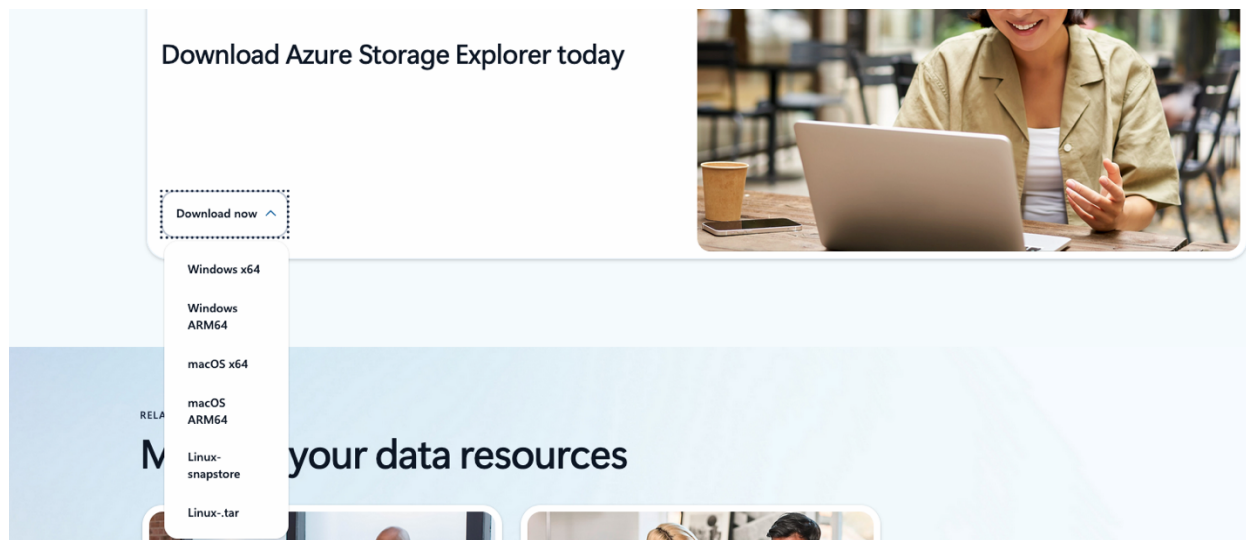 Download Azure Storage Explorer today
Download now
Windows x64
Windows
ARM64
macOS x64
macOS
ARM64
Linux-
snapstore
Linux-.tar
your data resources